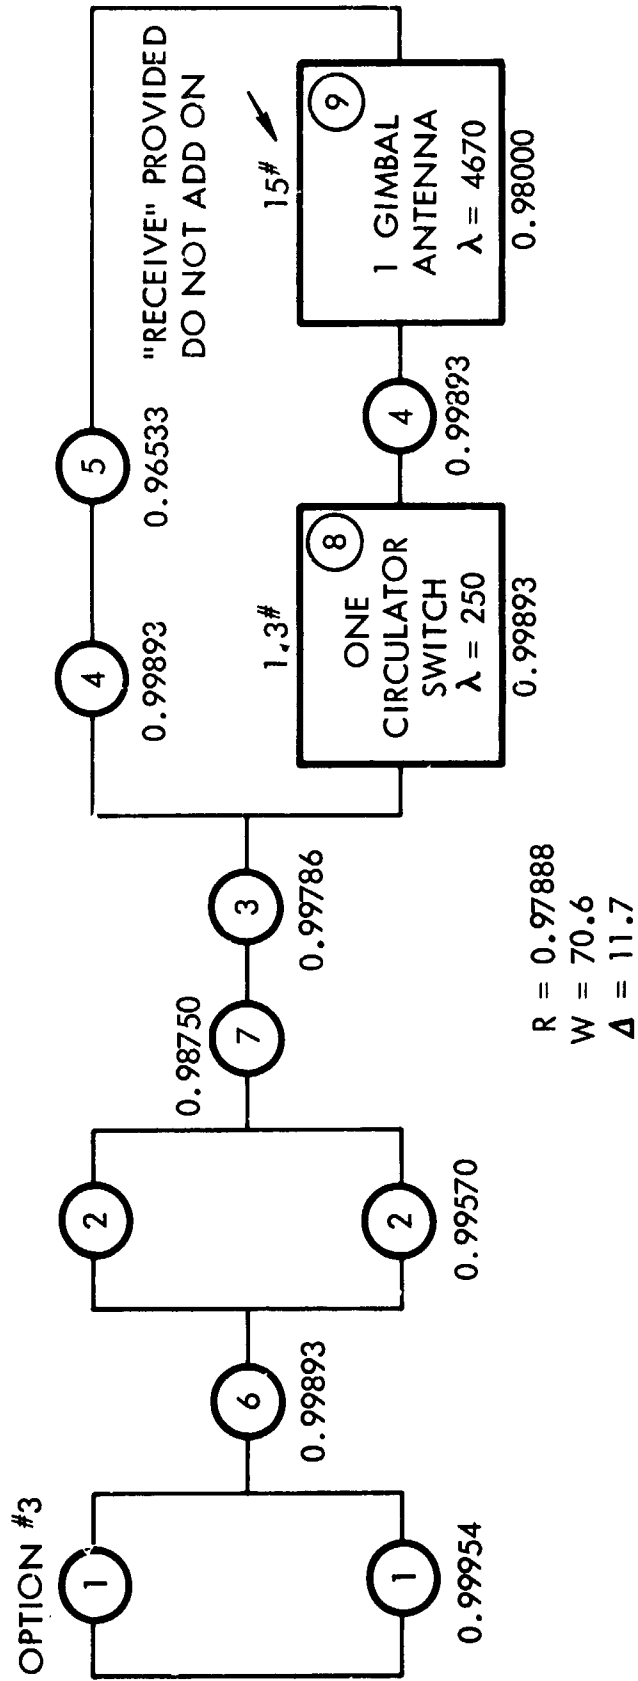 OPTION #3
1
1
0.99954
6
0.99893
2
2
0.99570
7
0.98750
3
0.99786
4
0.99893
5
0.96533
"RECEIVE" PROVIDED
DO NOT ADD ON
1.3#
8
ONE
CIRCULATOR
SWITCH
λ = 250
0.99893
4
0.99893
15#
9
1 GIMBAL
ANTENNA
λ = 4670
0.98000
R = 0.97888
W = 70.6
Δ = 11.7